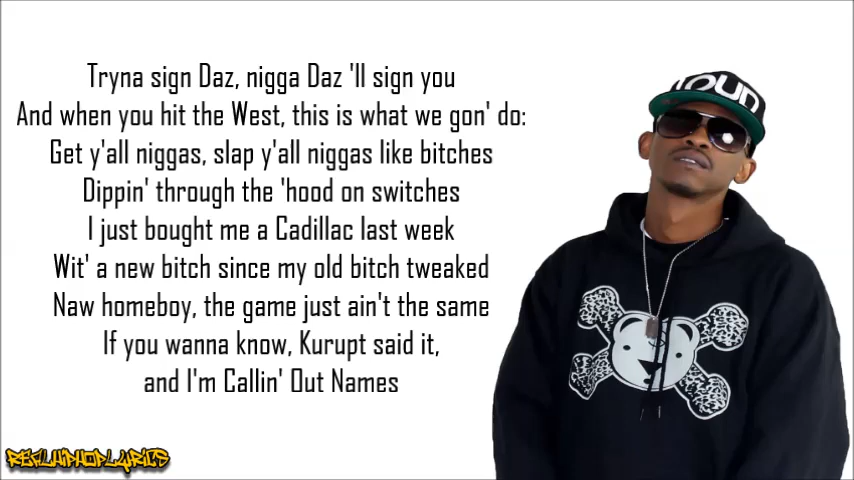 Tryna sign Daz, nigga Daz 'll sign you
And when you hit the West, this is what we gon' do:
Get y'all niggas, slap y'all niggas like bitches
Dippin' through the 'hood on switches
I just bought me a Cadillac last week
Wit' a new bitch since my old bitch tweaked
Naw homeboy, the game just ain't the same
If you wanna know, Kurupt said it,
and I'm Callin' Out Names
LOUD
REALHIPHOPLYRICS